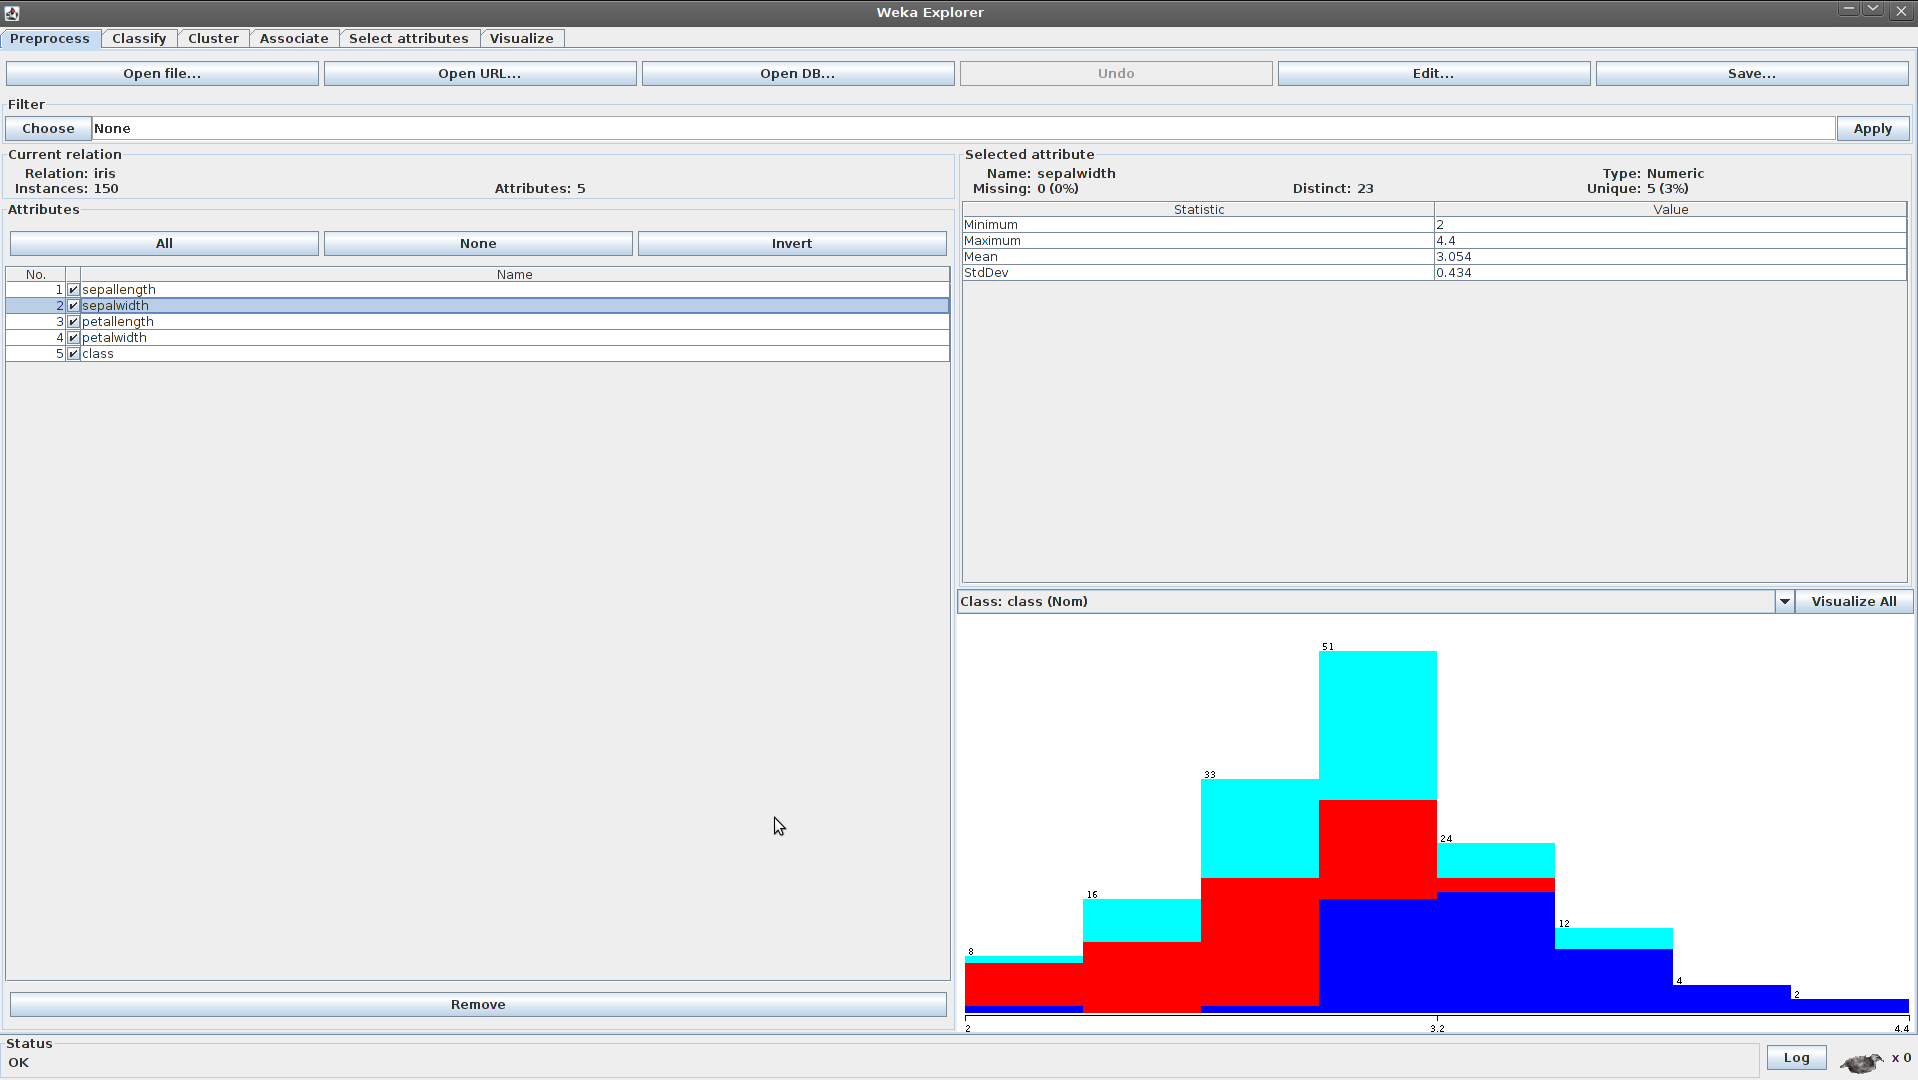 Weka Explorer
Preprocess Classify Cluster Associate Select attributes Visualize
Open file... Open URL... Open DB... Undo Edit... Save...
Filter
Choose None Apply
Current relation
Relation: iris
Instances: 150 Attributes: 5
Attributes
All None Invert
No. Name
1 sepallength
2 sepalwidth
3 petallength
4 petalwidth
5 class
Remove
Selected attribute
Name: sepalwidth Type: Numeric
Missing: 0 (0%) Distinct: 23 Unique: 5 (3%)
Statistic Value
Minimum 2
Maximum 4.4
Mean 3.054
StdDev 0.434
Class: class (Nom) Visualize All
51
33
24
16
12
8
4
2
2 3.2 4.4
Status
OK
Log x 0